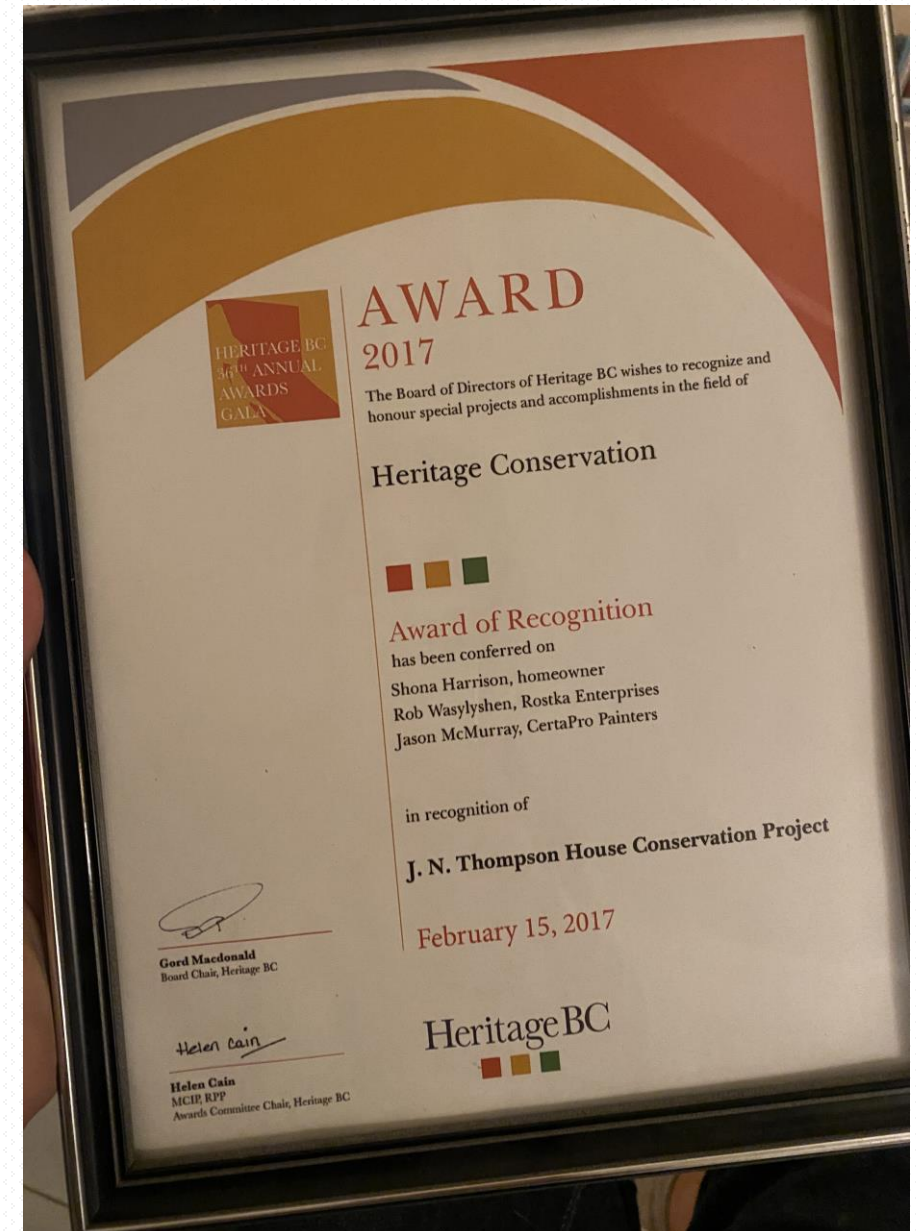 HERITAGE BC
36TH ANNUAL
AWARDS
GALA
AWARD
2017
The Board of Directors of Heritage BC wishes to recognize and
honour special projects and accomplishments in the field of
Heritage Conservation
Award of Recognition
has been conferred on
Shona Harrison, homeowner
Rob Wasylyshen, Rostka Enterprises
Jason McMurray, CertaPro Painters
in recognition of
J. N. Thompson House Conservation Project
February 15, 2017
Gord Macdonald
Board Chair, Heritage BC
Helen Cain
Helen Cain
MCIP, RPP
Awards Committee Chair, Heritage BC
HeritageBC